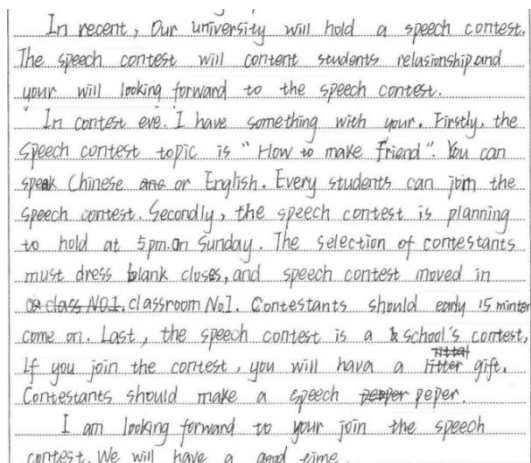 In recent, Our university will hold a speech contest.
The speech contest will content students relasionship and
your will looking forward to the speech contest.
In contest eve. I have something with your. Firstly, the
speech contest topic is "How to make friend". You can
speak Chinese or English. Every students can join the
speech contest. Secondly, the speech contest is planning
to hold at 5pm.on Sunday. The selection of contestants
must dress blank closes, and speech contest moved in
classroom No1. Contestants should early 15 minter
come on. Last, the speech contest is a school's contest,
If you join the contest, you will hava a gift.
Contestants should make a speech peper.
I am looking forward to your join the speech
contest. We will have a good time.